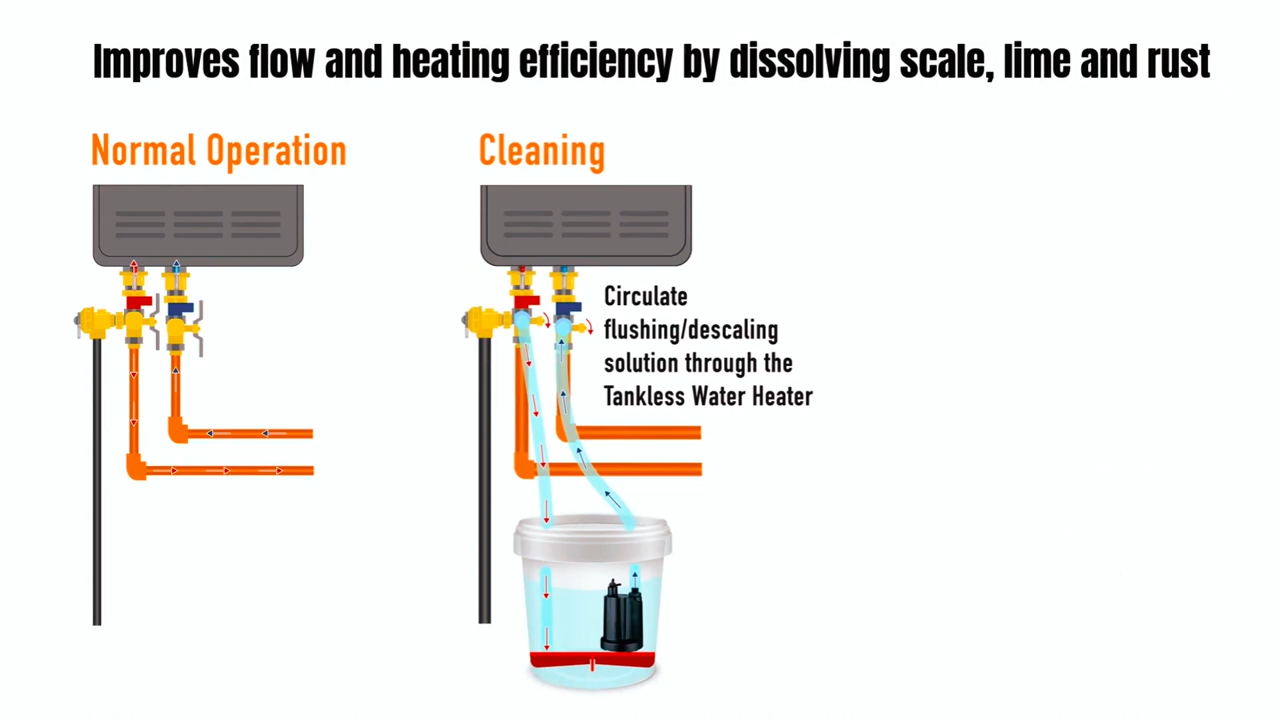 Improves flow and heating efficiency by dissolving scale, lime and rust
Normal Operation
Cleaning
Circulate
flushing/descaling
solution through the
Tankless Water Heater